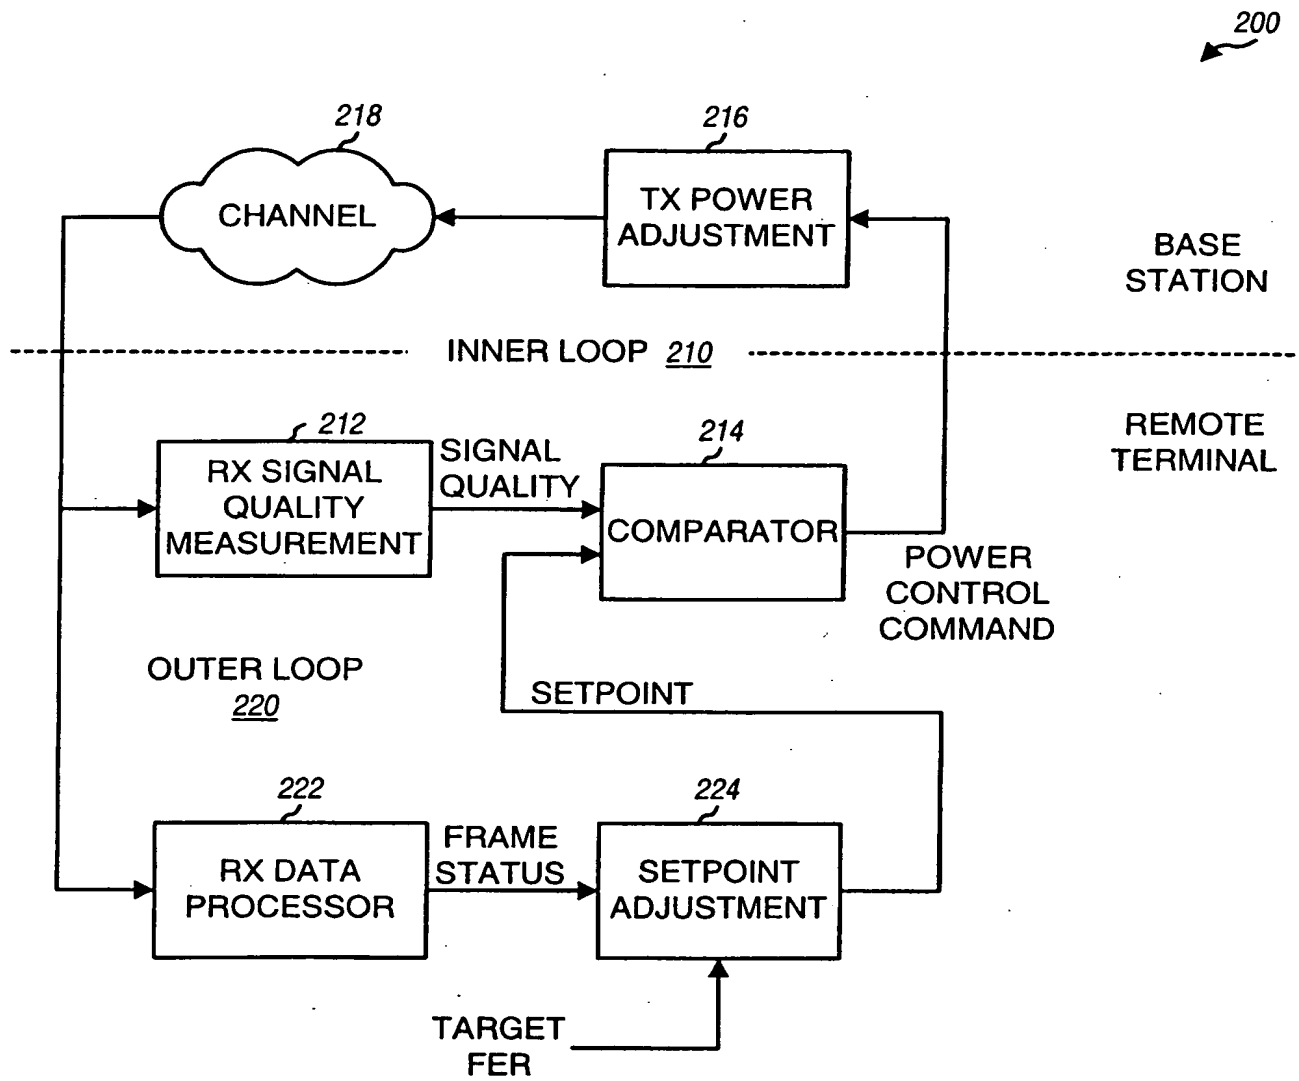 200
218
216
CHANNEL
TX POWER
ADJUSTMENT
BASE
STATION
INNER LOOP 210
REMOTE
TERMINAL
212
RX SIGNAL
QUALITY
MEASUREMENT
SIGNAL
QUALITY
214
COMPARATOR
POWER
CONTROL
COMMAND
OUTER LOOP
220
SETPOINT
222
RX DATA
PROCESSOR
FRAME
STATUS
224
SETPOINT
ADJUSTMENT
TARGET
FER